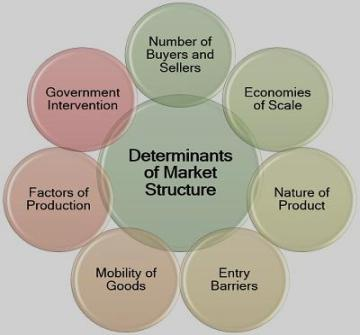 Number of
Buyers and
Sellers
Economies
of Scale
Nature of
Product
Entry
Barriers
Mobility of
Goods
Factors of
Production
Government
Intervention
Determinants
of Market
Structure